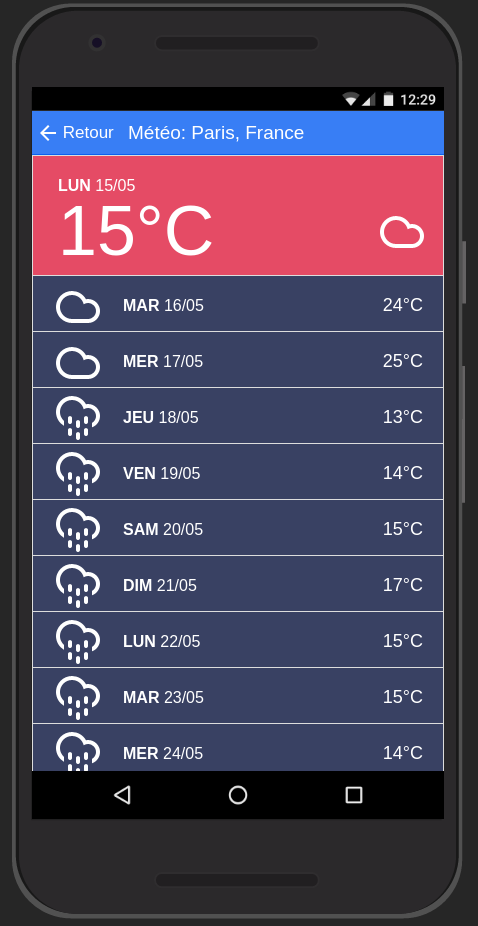 12:29
Retour Météo: Paris, France
LUN 15/05
15°C
MAR 16/05 24°C
MER 17/05 25°C
JEU 18/05 13°C
VEN 19/05 14°C
SAM 20/05 15°C
DIM 21/05 17°C
LUN 22/05 15°C
MAR 23/05 15°C
MER 24/05 14°C